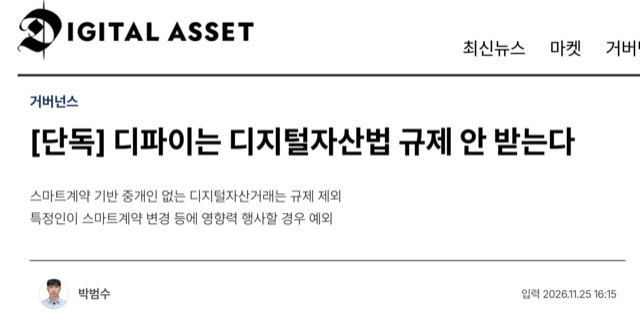 DIGITAL ASSET
최신뉴스 마켓 거버
거버넌스
[단독] 디파이는 디지털자산법 규제 안 받는다
스마트계약 기반 중개인 없는 디지털자산거래는 규제 제외
특정인이 스마트계약 변경 등에 영향력 행사할 경우 예외
박범수 입력 2026.11.25 16:15